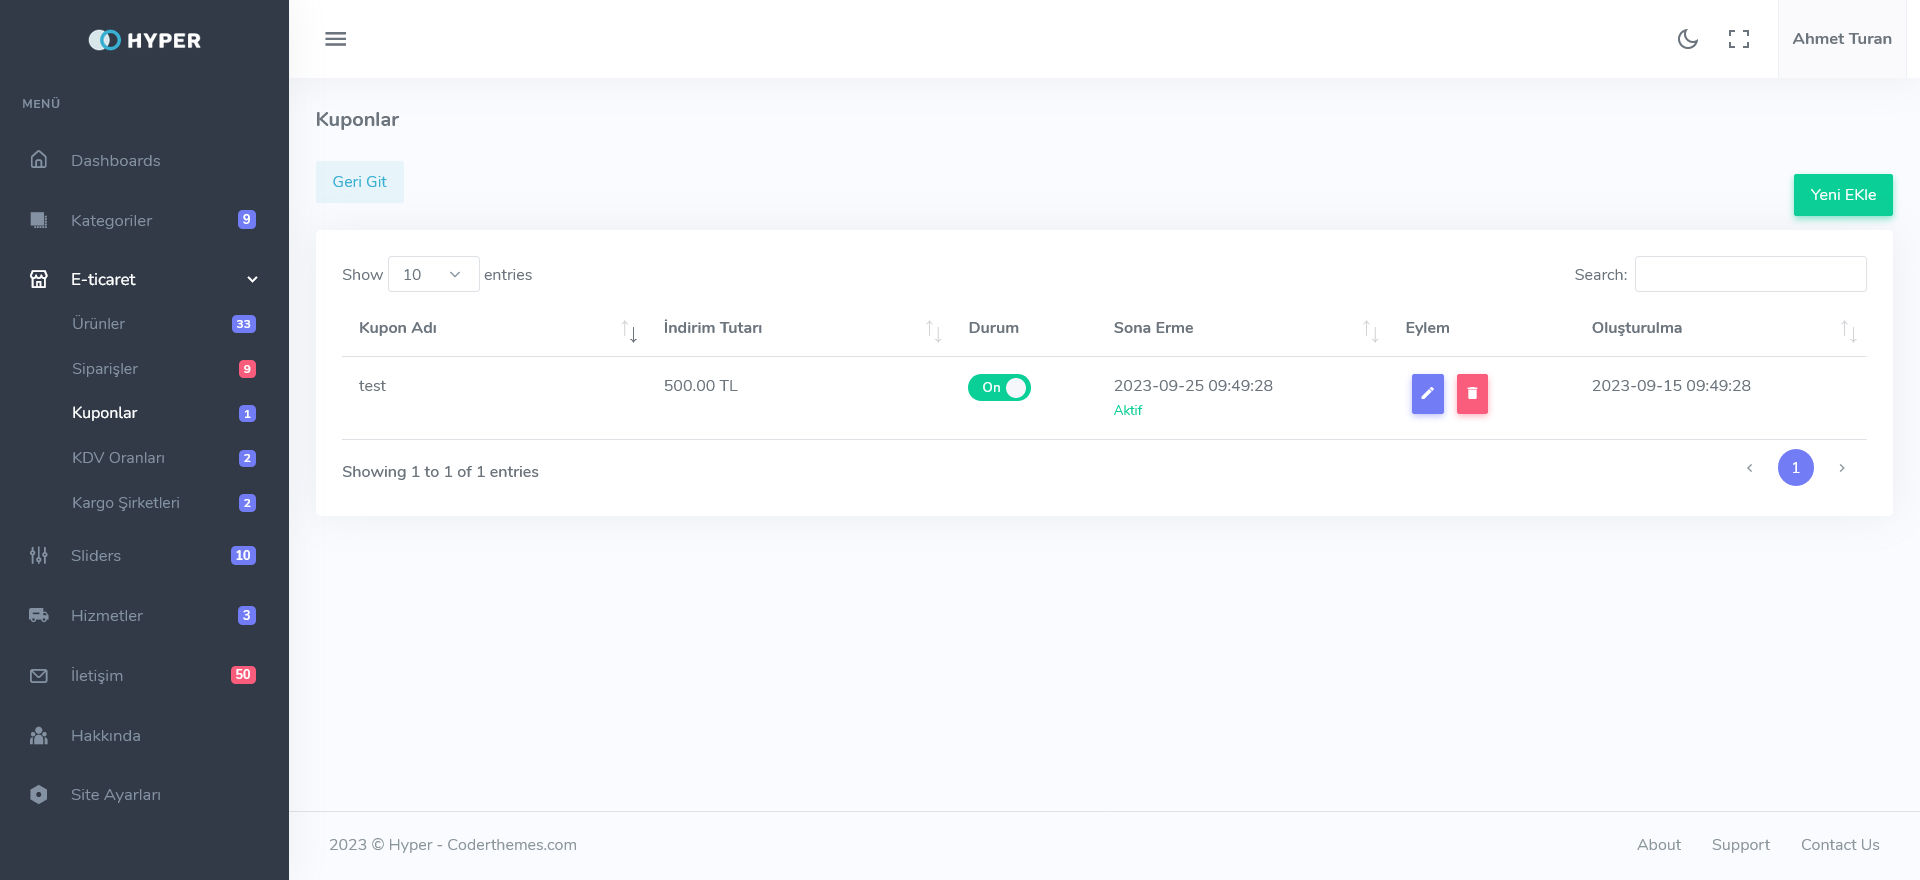 HYPER
MENÜ
Dashboards
Kategoriler 9
E-ticaret
Ürünler 33
Siparişler 9
Kuponlar 1
KDV Oranları 2
Kargo Şirketleri 2
Sliders 10
Hizmetler 3
İletişim 50
Hakkında
Site Ayarları
Ahmet Turan
Kuponlar
Geri Git
Yeni EKle
Show 10 entries
Search:
Kupon Adı İndirim Tutarı Durum Sona Erme Eylem Oluşturulma
test 500.00 TL On 2023-09-25 09:49:28 2023-09-15 09:49:28
Aktif
Showing 1 to 1 of 1 entries
1
2023 © Hyper - Coderthemes.com
About Support Contact Us